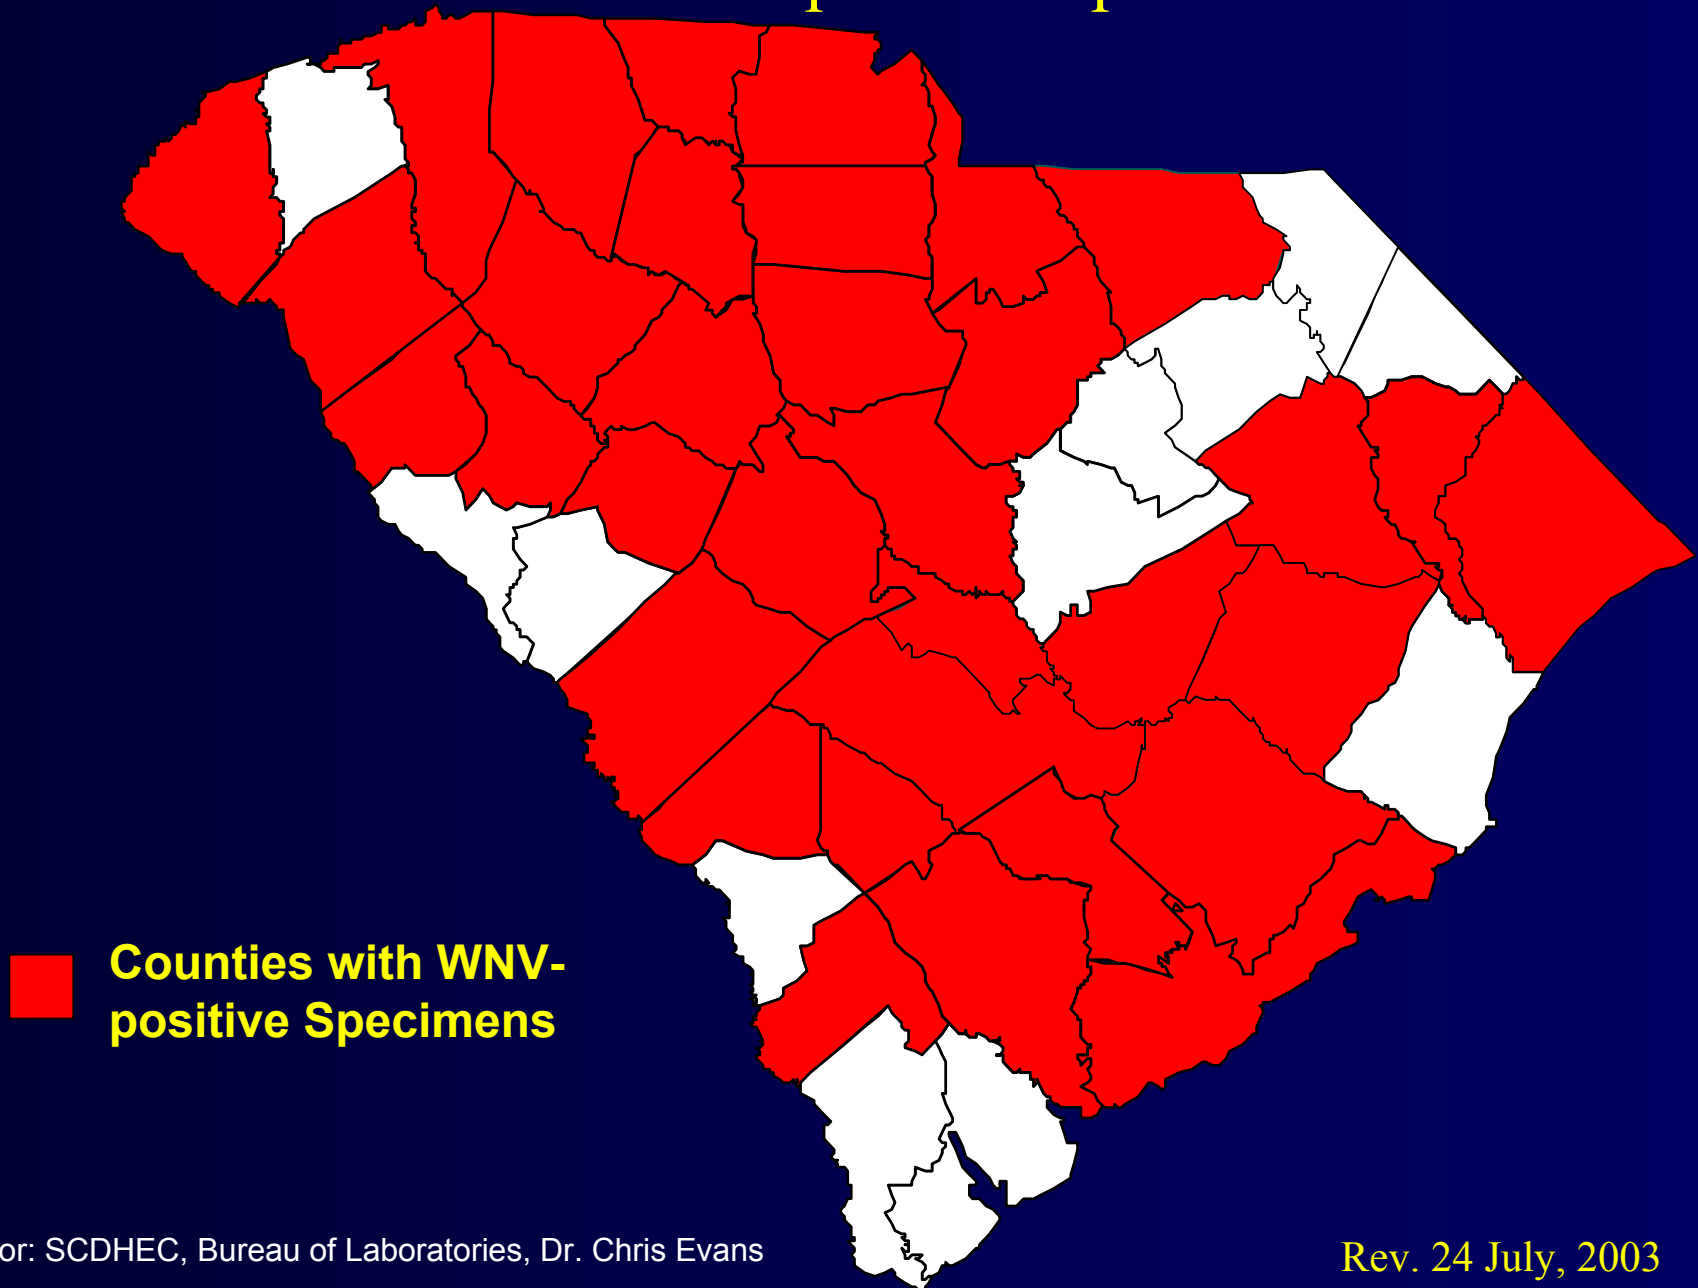 Counties with WNV-
positive Specimens
or: SCDHEC, Bureau of Laboratories, Dr. Chris Evans
Rev. 24 July, 2003